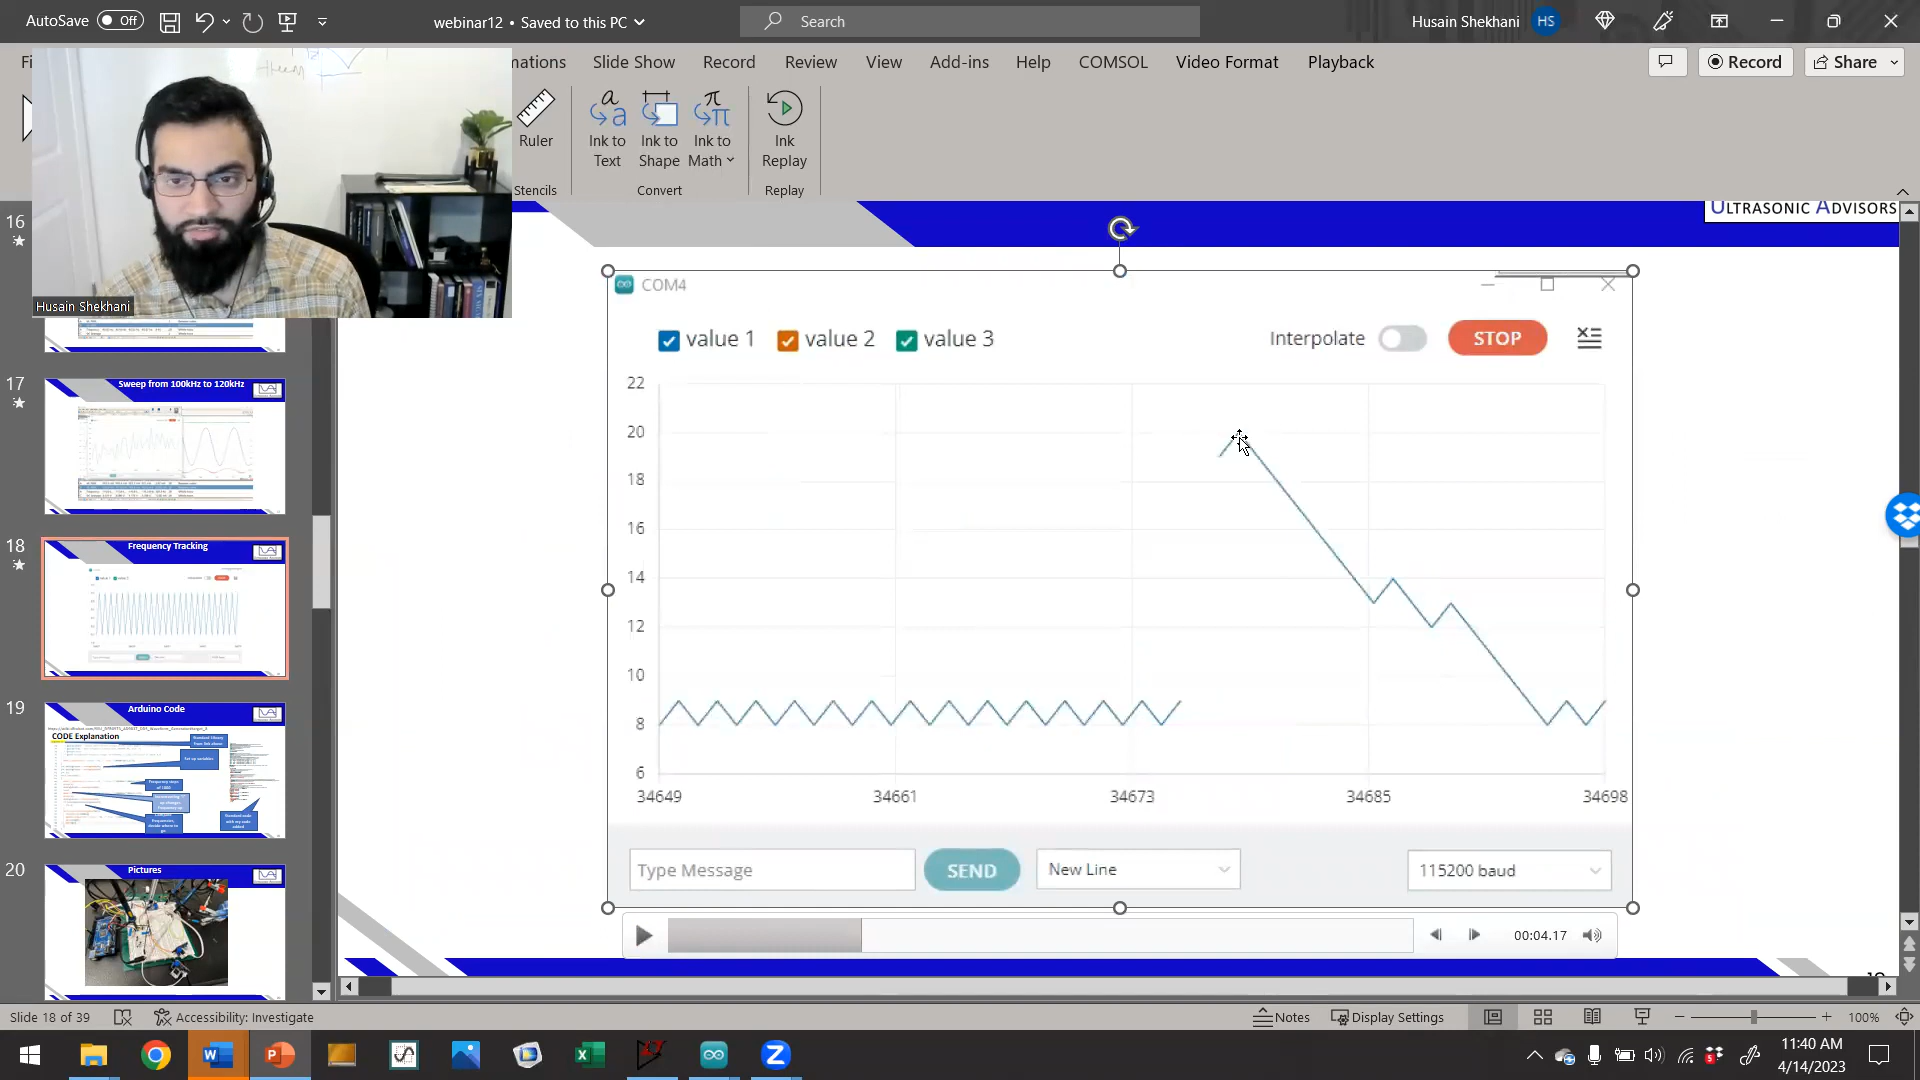 AutoSave Off
webinar12 • Saved to this PC
Search
Husain Shekhani HS
Slide Show Record Review View Add-ins Help COMSOL Video Format Playback
Record Share
Ruler
Ink to Text
Ink to Shape
Ink to Math
Ink Replay
Stencils Convert Replay
Husain Shekhani
ULTRASONIC ADVISORS
16
17
Sweep from 100kHz to 120kHz
18
Frequency Tracking
19
Arduino Code
CODE Explanation
20
Pictures
COM4
value 1 value 2 value 3
Interpolate STOP
22
20
18
16
14
12
10
8
6
34649 34661 34673 34685 34698
Type Message SEND New Line 115200 baud
00:04.17
Slide 18 of 39 Accessibility: Investigate Notes Display Settings 100%
11:40 AM
4/14/2023